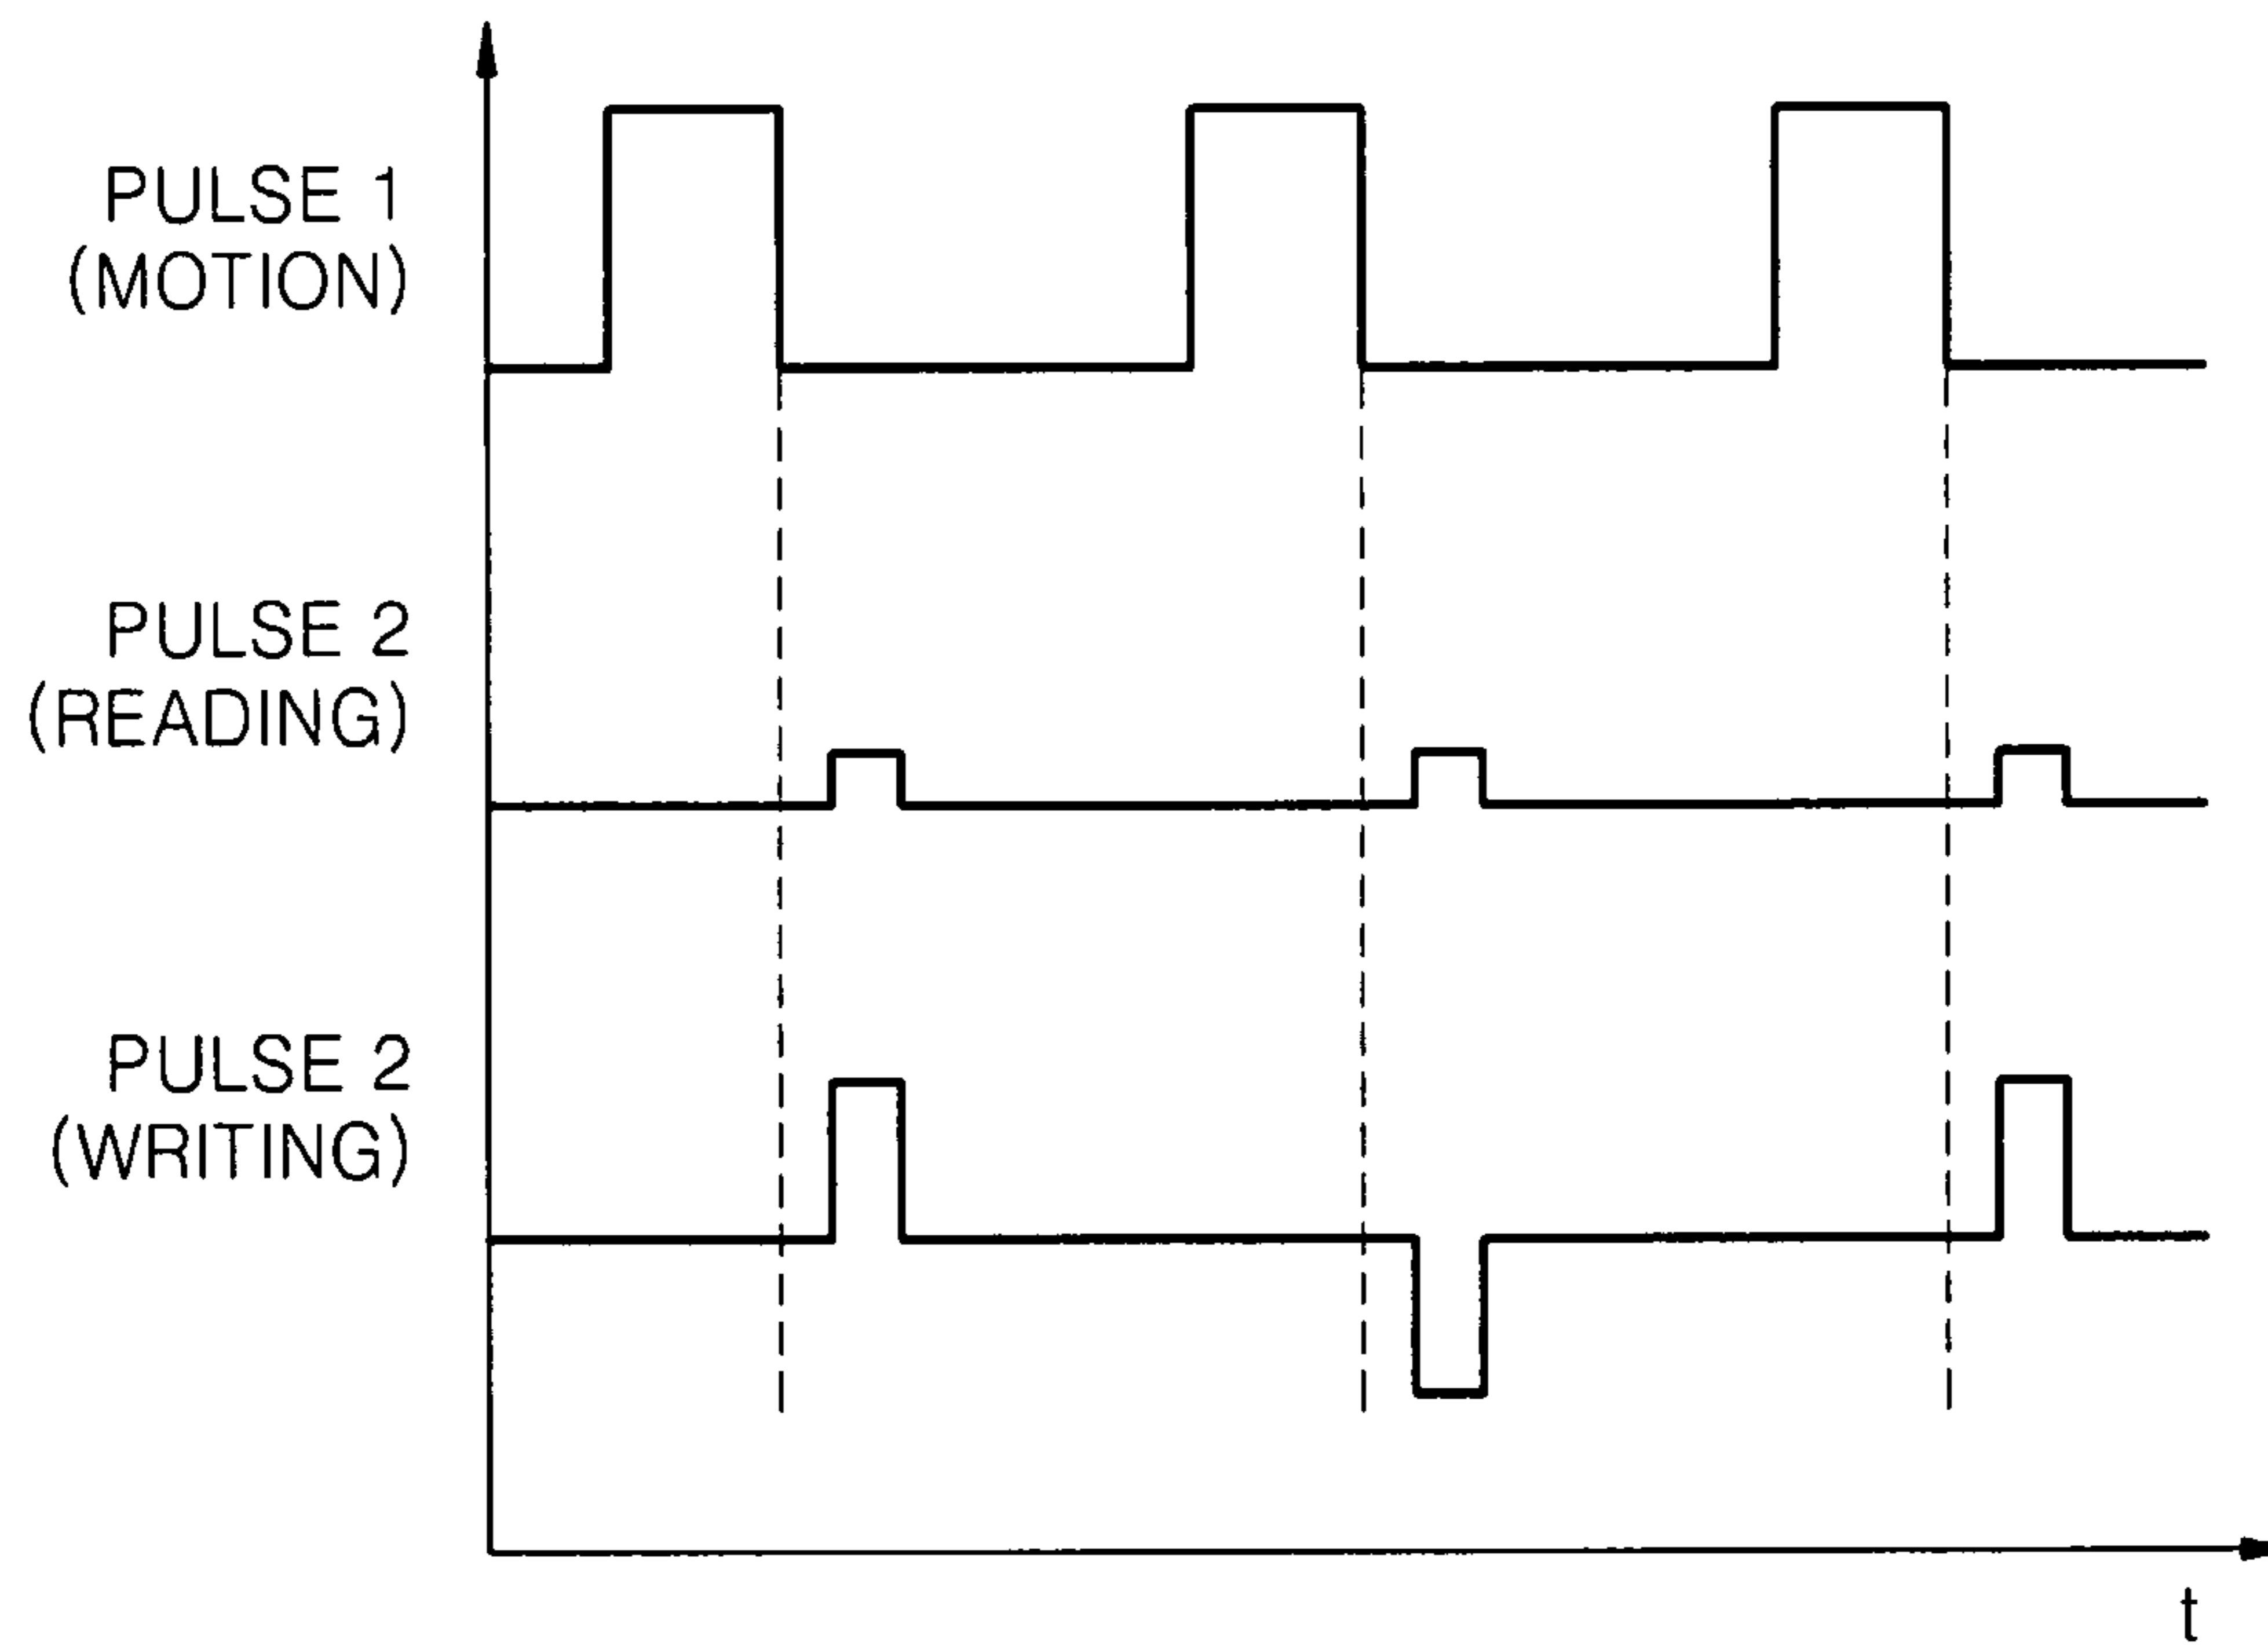 PULSE 1
(MOTION)
PULSE 2
(READING)
PULSE 2
(WRITING)
t